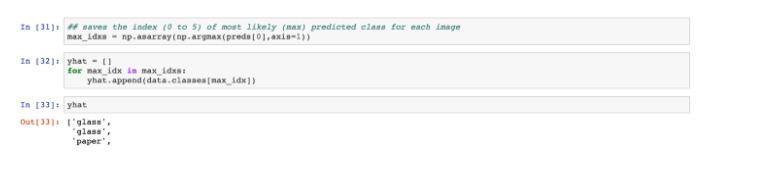 In [31]: ## saves the index (0 to 5) of most likely (max) predicted class for each image
max_idxs = np.asarray(np.argmax(preds[0],axis=1))
In [32]: yhat = []
for max_idx in max_idxs:
yhat.append(data.classes[max_idx])
In [33]: yhat
Out[33]: ['glass',
'glass',
'paper',